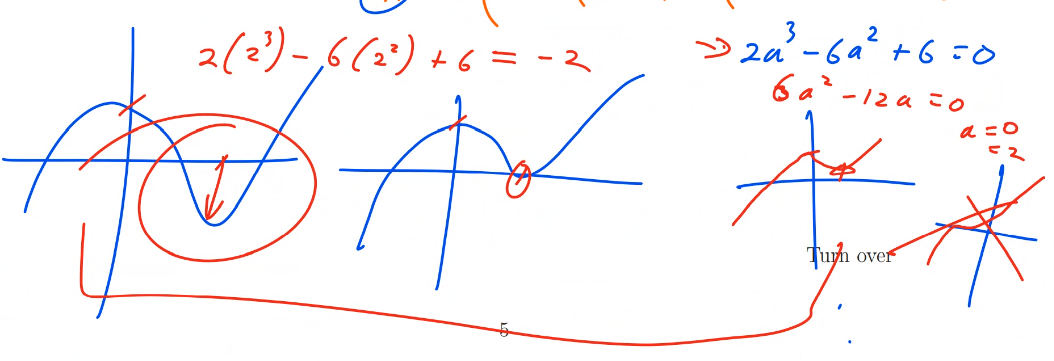 2(2³) - 6(2²) + 6 = -2
⇒ 2a³ - 6a² + 6 = 0
6a² - 12a = 0
a = 0
= 2
Turn over
5